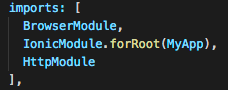 imports: [
BrowserModule,
IonicModule.forRoot(MyApp),
HttpModule
],